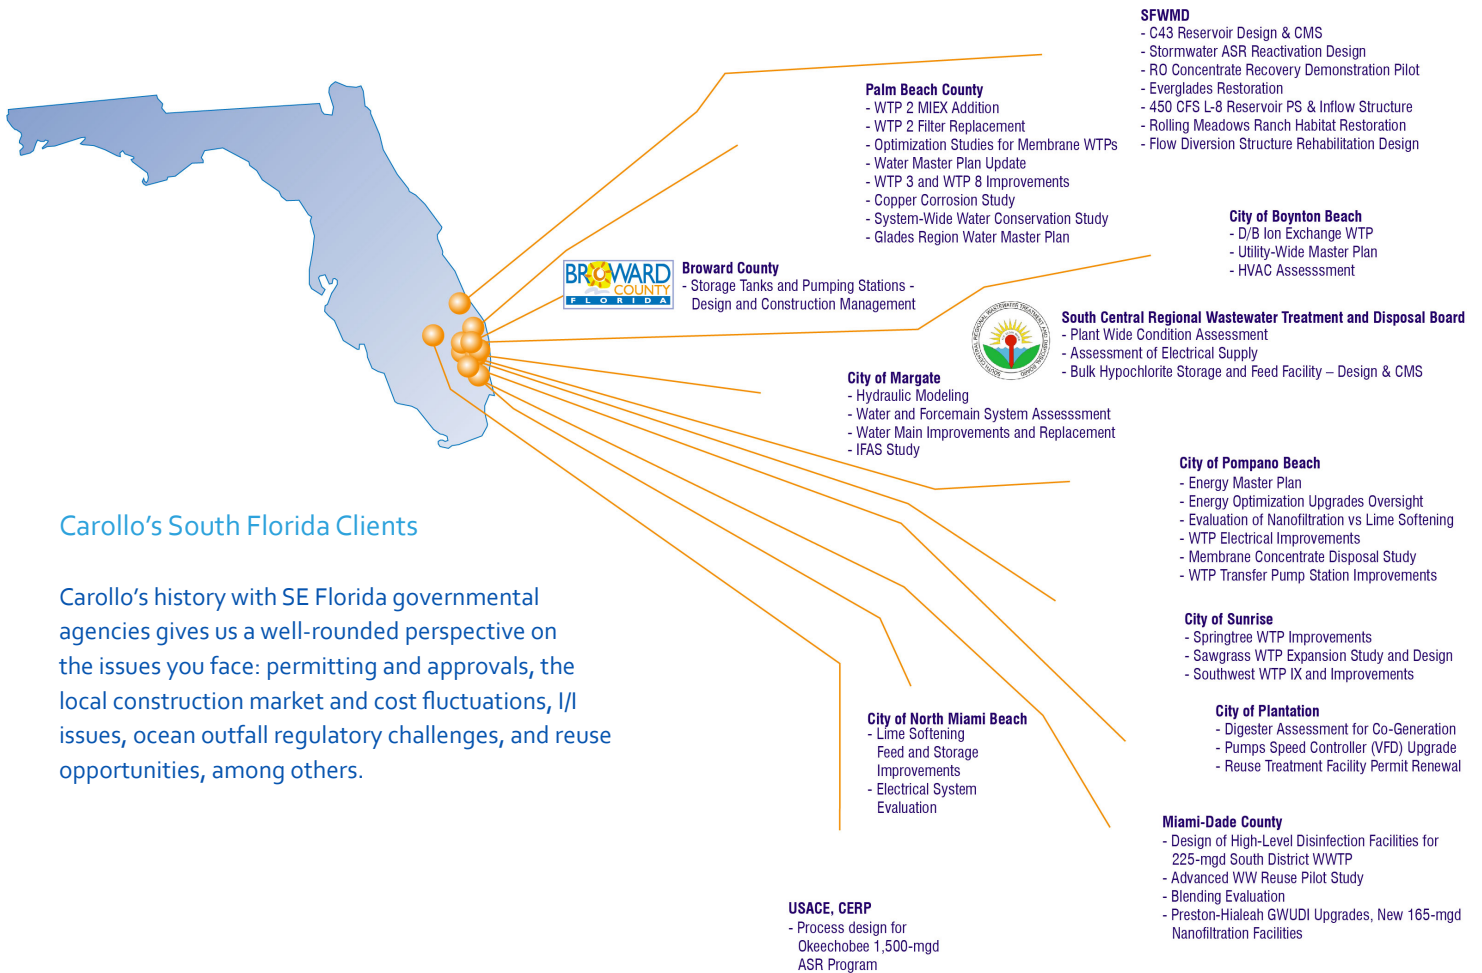 SFWMD
- C43 Reservoir Design & CMS
- Stormwater ASR Reactivation Design
- RO Concentrate Recovery Demonstration Pilot
- Everglades Restoration
- 450 CFS L-8 Reservoir PS & Inflow Structure
- Rolling Meadows Ranch Habitat Restoration
- Flow Diversion Structure Rehabilitation Design
Palm Beach County
- WTP 2 MIEX Addition
- WTP 2 Filter Replacement
- Optimization Studies for Membrane WTPs
- Water Master Plan Update
- WTP 3 and WTP 8 Improvements
- Copper Corrosion Study
- System-Wide Water Conservation Study
- Glades Region Water Master Plan
City of Boynton Beach
- D/B Ion Exchange WTP
- Utility-Wide Master Plan
- HVAC Assesssment
BROWARD
COUNTY
FLORIDA
Broward County
- Storage Tanks and Pumping Stations -
Design and Construction Management
SOUTH CENTRAL REGIONAL WASTEWATER TREATMENT AND DISPOSAL BOARD
South Central Regional Wastewater Treatment and Disposal Board
- Plant Wide Condition Assessment
- Assessment of Electrical Supply
- Bulk Hypochlorite Storage and Feed Facility – Design & CMS
City of Margate
- Hydraulic Modeling
- Water and Forcemain System Assesssment
- Water Main Improvements and Replacement
- IFAS Study
City of Pompano Beach
- Energy Master Plan
- Energy Optimization Upgrades Oversight
- Evaluation of Nanofiltration vs Lime Softening
- WTP Electrical Improvements
- Membrane Concentrate Disposal Study
- WTP Transfer Pump Station Improvements
Carollo's South Florida Clients
Carollo's history with SE Florida governmental
agencies gives us a well-rounded perspective on
the issues you face: permitting and approvals, the
local construction market and cost fluctuations, I/I
issues, ocean outfall regulatory challenges, and reuse
opportunities, among others.
City of Sunrise
- Springtree WTP Improvements
- Sawgrass WTP Expansion Study and Design
- Southwest WTP IX and Improvements
City of Plantation
- Digester Assessment for Co-Generation
- Pumps Speed Controller (VFD) Upgrade
- Reuse Treatment Facility Permit Renewal
City of North Miami Beach
- Lime Softening
Feed and Storage
Improvements
- Electrical System
Evaluation
Miami-Dade County
- Design of High-Level Disinfection Facilities for
225-mgd South District WWTP
- Advanced WW Reuse Pilot Study
- Blending Evaluation
- Preston-Hialeah GWUDI Upgrades, New 165-mgd
Nanofiltration Facilities
USACE, CERP
- Process design for
Okeechobee 1,500-mgd
ASR Program